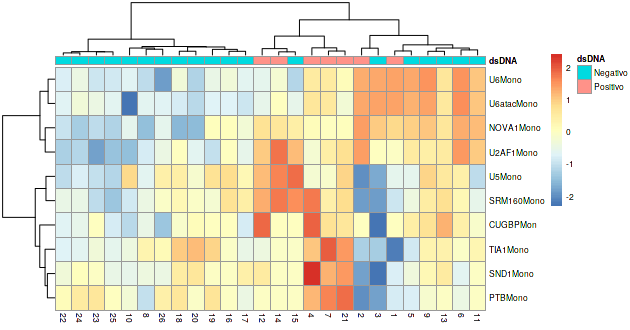 dsDNA
U6Mono
U6atacMono
NOVA1Mono
U2AF1Mono
U5Mono
SRM160Mono
CUGBPMon
TIA1Mono
SND1Mono
PTBMono
22 24 23 25 10 8 26 18 20 19 16 17 12 14 15 4 7 21 2 3 1 5 9 13 6 11
2
1
0
-1
-2
dsDNA
Negativo
Positivo